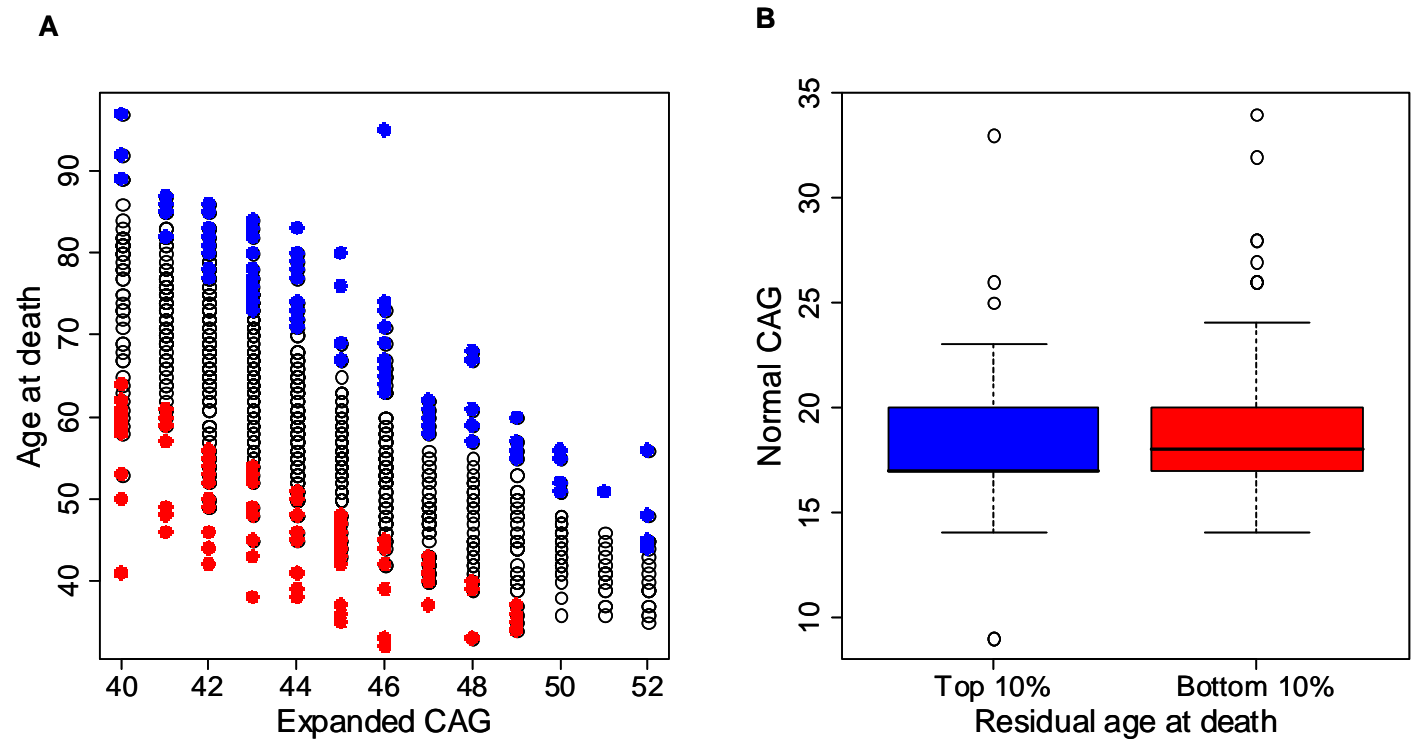 A
Age at death
90
80
70
60
50
40
40 42 44 46 48 50 52
Expanded CAG
B
Normal CAG
35
30
25
20
15
10
Top 10% Bottom 10%
Residual age at death